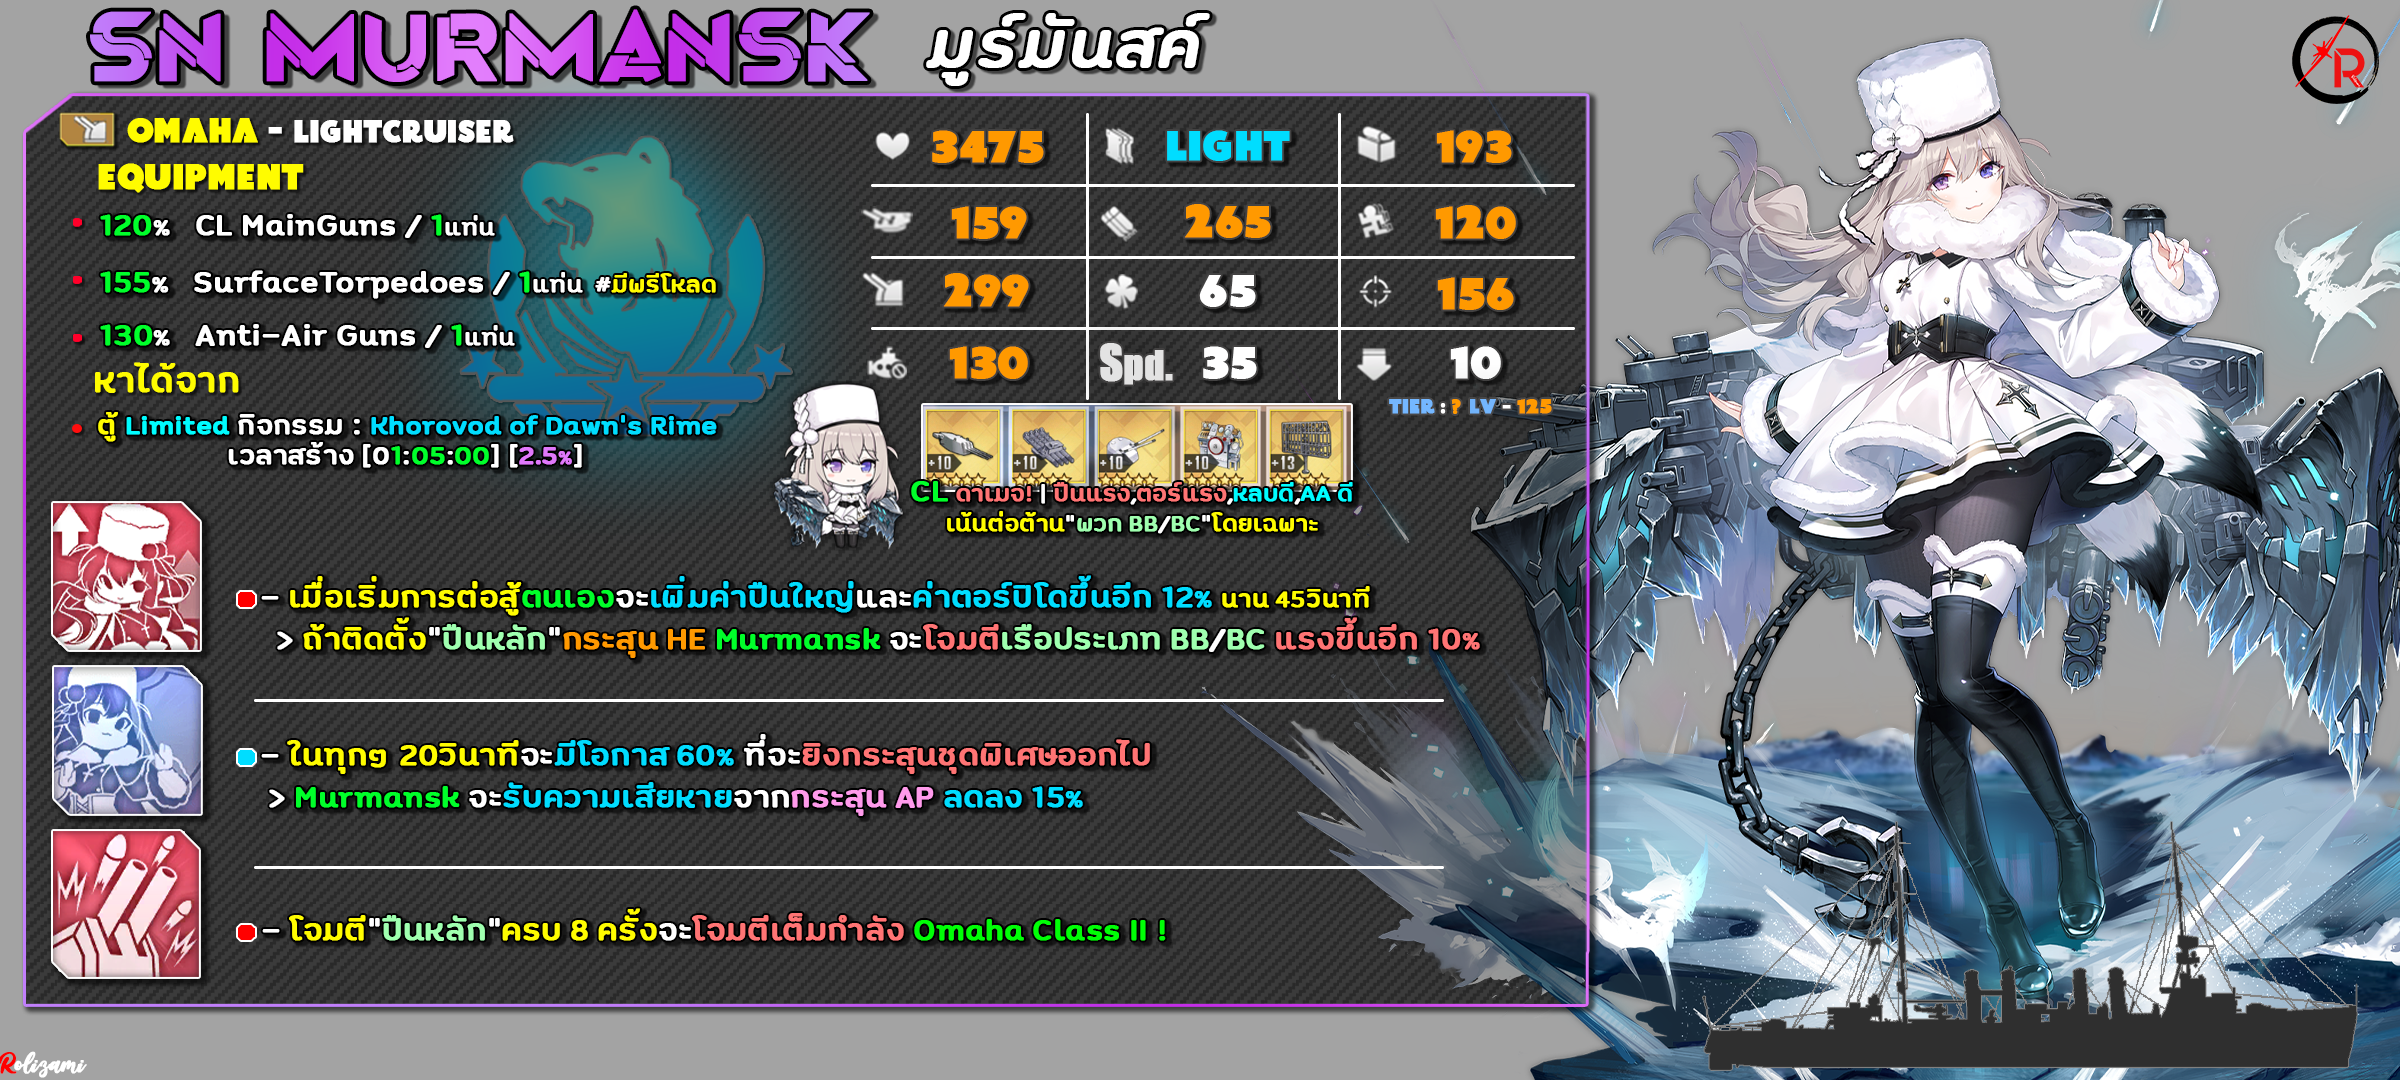 SN MURMANSK มูร์มันสค์
R
OMAHA - LIGHTCRUISER
EQUIPMENT
120% CL MainGuns / 1แท่น
155% SurfaceTorpedoes / 1แท่น #มีพรีโหลด
130% Anti-Air Guns / 1แท่น
หาได้จาก
ตู้ Limited กิจกรรม : Khorovod of Dawn's Rime
เวลาสร้าง [01:05:00] [2.5%]
3475 LIGHT 193
159 265 120
299 65 156
130 Spd. 35 10
TIER : ? LV - 125
+10 +10 +10 +10 +13
CL ดาเมจ! | ปืนแรง,ตอร์แรง,หลบดี,AA ดี
เน้นต่อต้าน"พวก BB/BC"โดยเฉพาะ
- เมื่อเริ่มการต่อสู้ตนเองจะเพิ่มค่าปืนใหญ่และค่าตอร์ปิโดขึ้นอีก 12% นาน 45วินาที
> ถ้าติดตั้ง"ปืนหลัก"กระสุน HE Murmansk จะโจมตีเรือประเภท BB/BC แรงขึ้นอีก 10%
- ในทุกๆ 20วินาทีจะมีโอกาส 60% ที่จะยิงกระสุนชุดพิเศษออกไป
> Murmansk จะรับความเสียหายจากกระสุน AP ลดลง 15%
- โจมตี"ปืนหลัก"ครบ 8 ครั้งจะโจมตีเต็มกำลัง Omaha Class II !
Rolizami